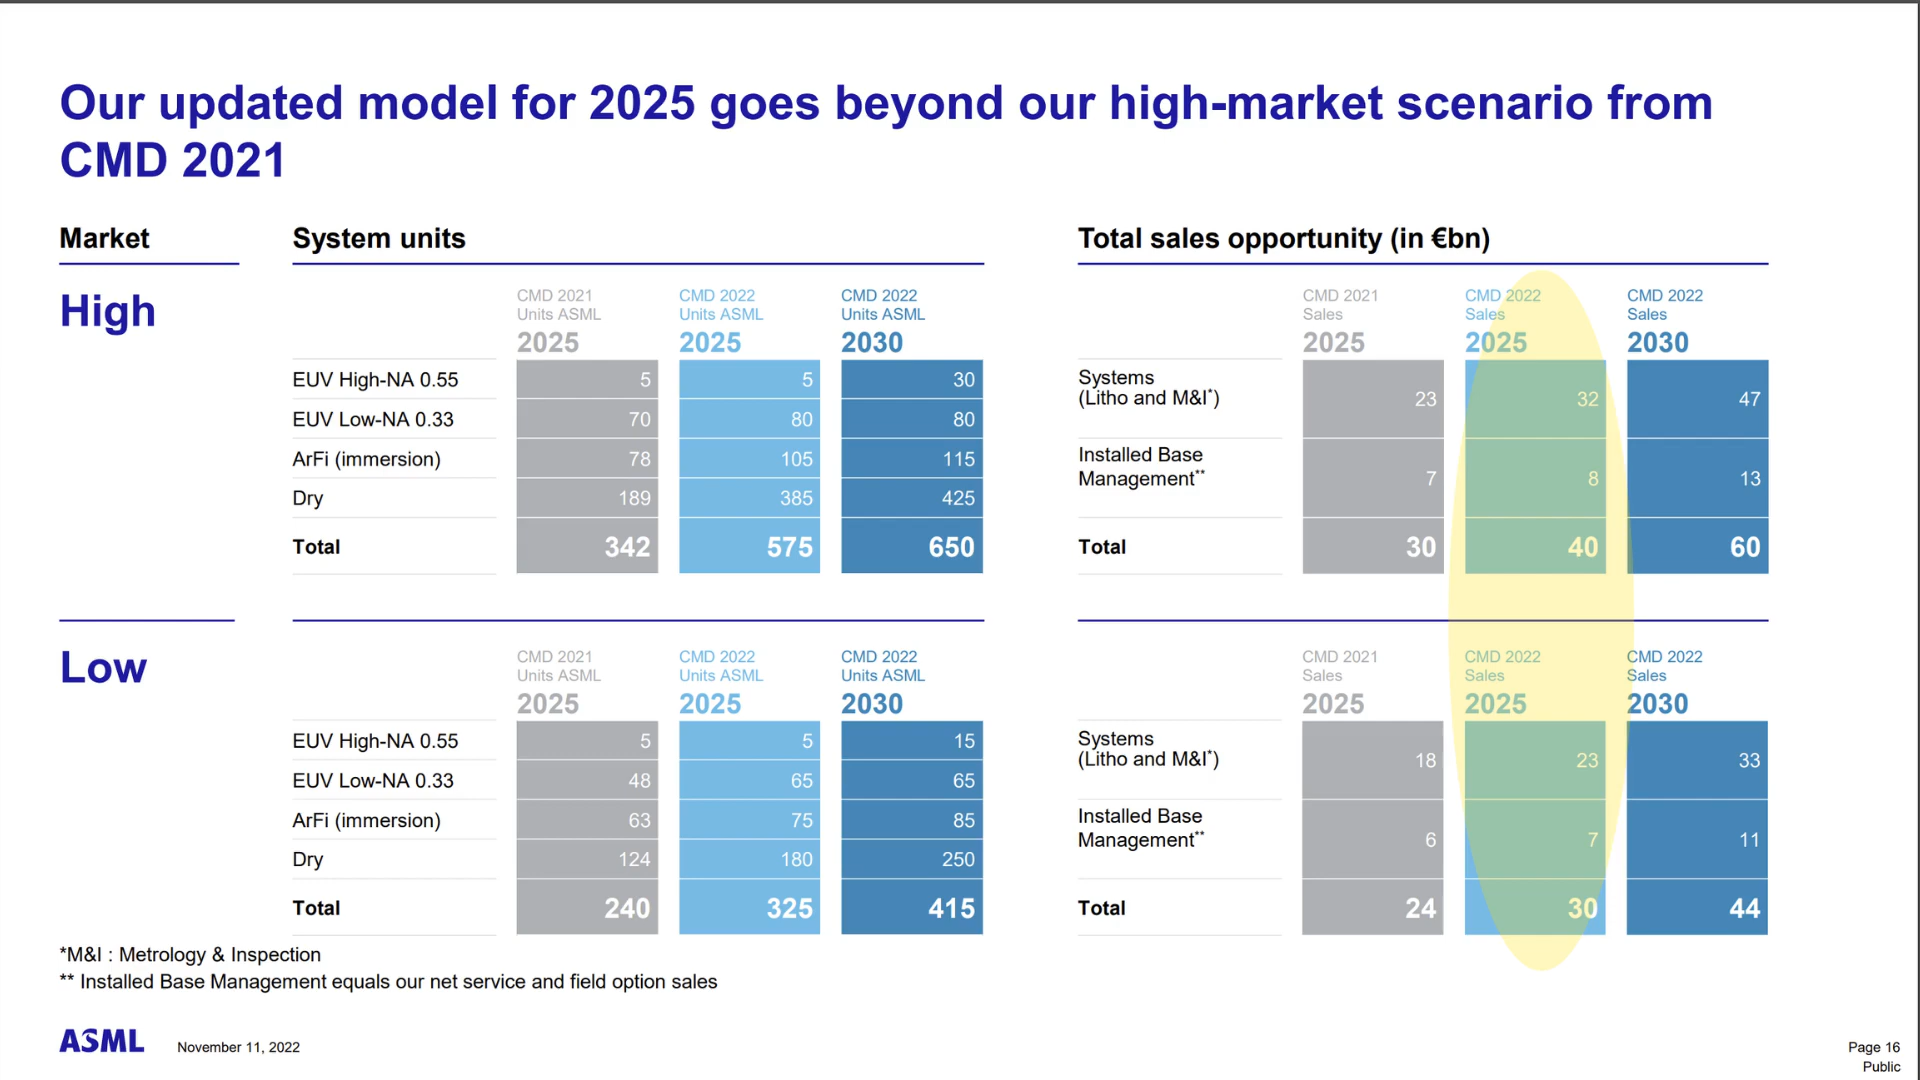 Our updated model for 2025 goes beyond our high-market scenario from
CMD 2021
Market
System units
Total sales opportunity (in €bn)
High
CMD 2021 CMD 2022 CMD 2022
Units ASML Units ASML Units ASML
2025 2025 2030
EUV High-NA 0.55 5 5 30
EUV Low-NA 0.33 70 80 80
ArFi (immersion) 78 105 115
Dry 189 385 425
Total 342 575 650
CMD 2021 CMD 2022 CMD 2022
Sales Sales Sales
2025 2025 2030
Systems
(Litho and M&I*) 23 32 47
Installed Base
Management** 7 8 13
Total 30 40 60
Low
CMD 2021 CMD 2022 CMD 2022
Units ASML Units ASML Units ASML
2025 2025 2030
EUV High-NA 0.55 5 5 15
EUV Low-NA 0.33 48 65 65
ArFi (immersion) 63 75 85
Dry 124 180 250
Total 240 325 415
CMD 2021 CMD 2022 CMD 2022
Sales Sales Sales
2025 2025 2030
Systems
(Litho and M&I*) 18 23 33
Installed Base
Management** 6 7 11
Total 24 30 44
*M&I : Metrology & Inspection
** Installed Base Management equals our net service and field option sales
ASML
November 11, 2022
Page 16
Public